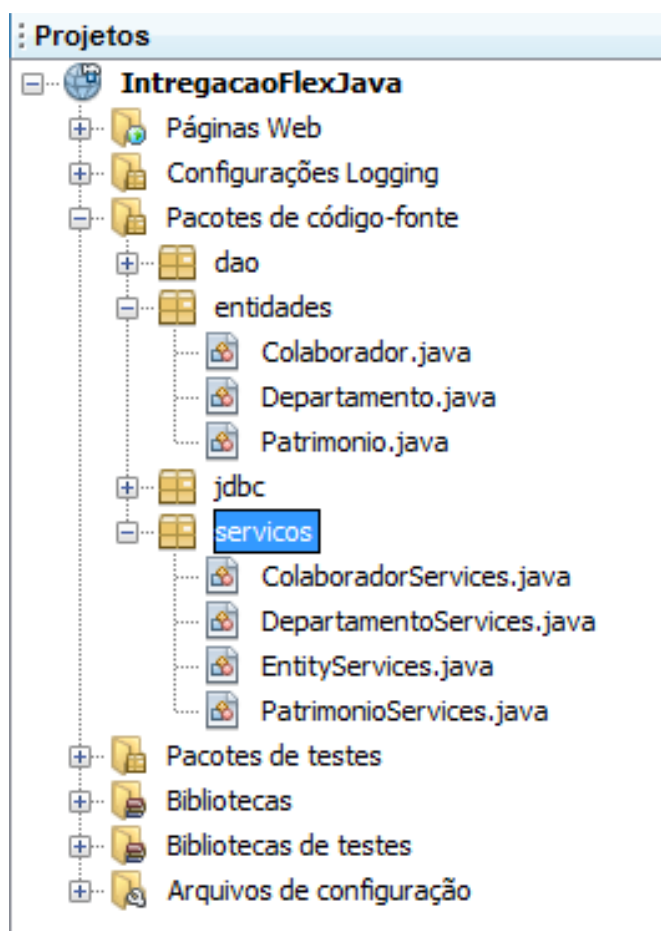 Projetos
IntregacaoFlexJava
Páginas Web
Configurações Logging
Pacotes de código-fonte
dao
entidades
Colaborador.java
Departamento.java
Patrimonio.java
jdbc
servicos
ColaboradorServices.java
DepartamentoServices.java
EntityServices.java
PatrimonioServices.java
Pacotes de testes
Bibliotecas
Bibliotecas de testes
Arquivos de configuração